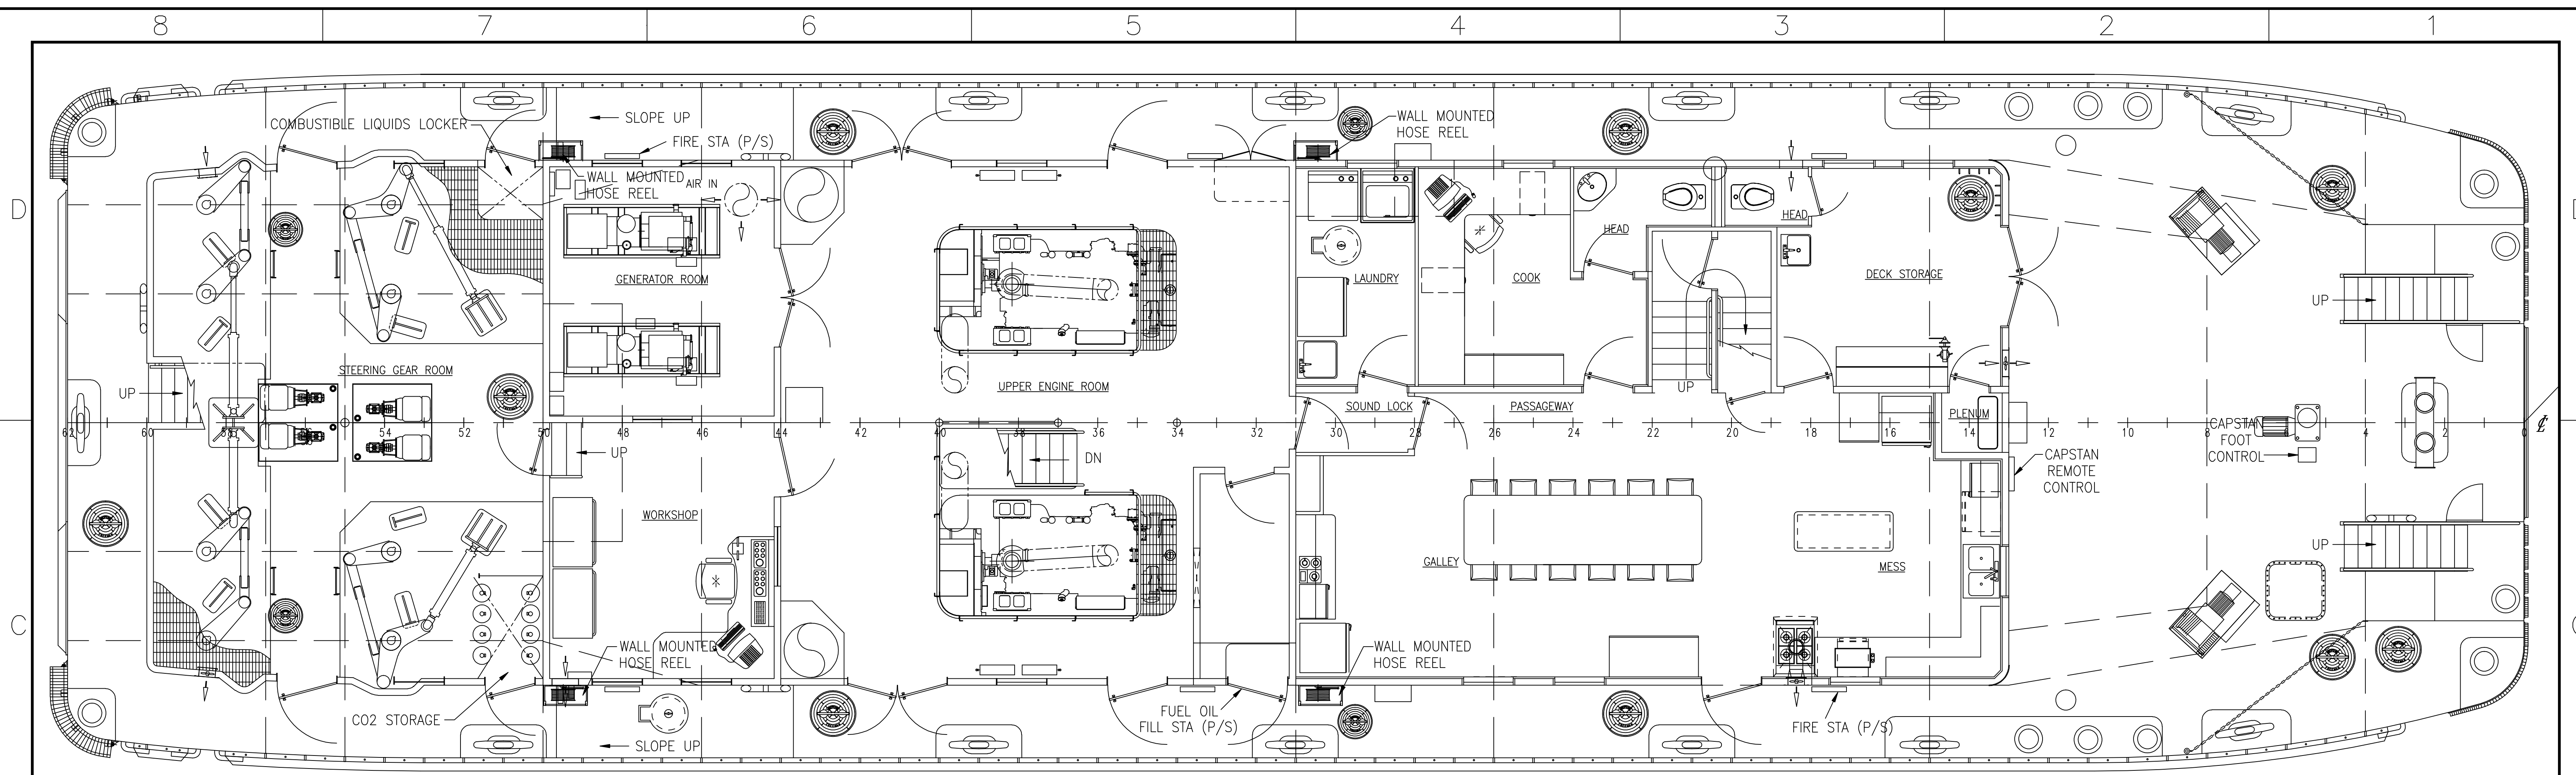 8 7 6 5 4 3 2 1
COMBUSTIBLE LIQUIDS LOCKER
SLOPE UP
FIRE STA (P/S)
WALL MOUNTED
HOSE REEL
AIR IN
WALL MOUNTED
HOSE REEL
D
HEAD
HEAD
GENERATOR ROOM
LAUNDRY
COOK
DECK STORAGE
UP
STEERING GEAR ROOM
UPPER ENGINE ROOM
UP
UP
SOUND LOCK
PASSAGEWAY
PLENUM
62 60 54 52 50 48 46 44 42 40 38 36 34 32 30 28 26 24 22 20 18 16 14 12 10 8 6 4 2 0
UP
DN
CAPSTAN
FOOT
CONTROL
CAPSTAN
REMOTE
CONTROL
WORKSHOP
GALLEY
MESS
UP
C
WALL MOUNTED
HOSE REEL
WALL MOUNTED
HOSE REEL
CO2 STORAGE
FUEL OIL
FILL STA (P/S)
FIRE STA (P/S)
SLOPE UP